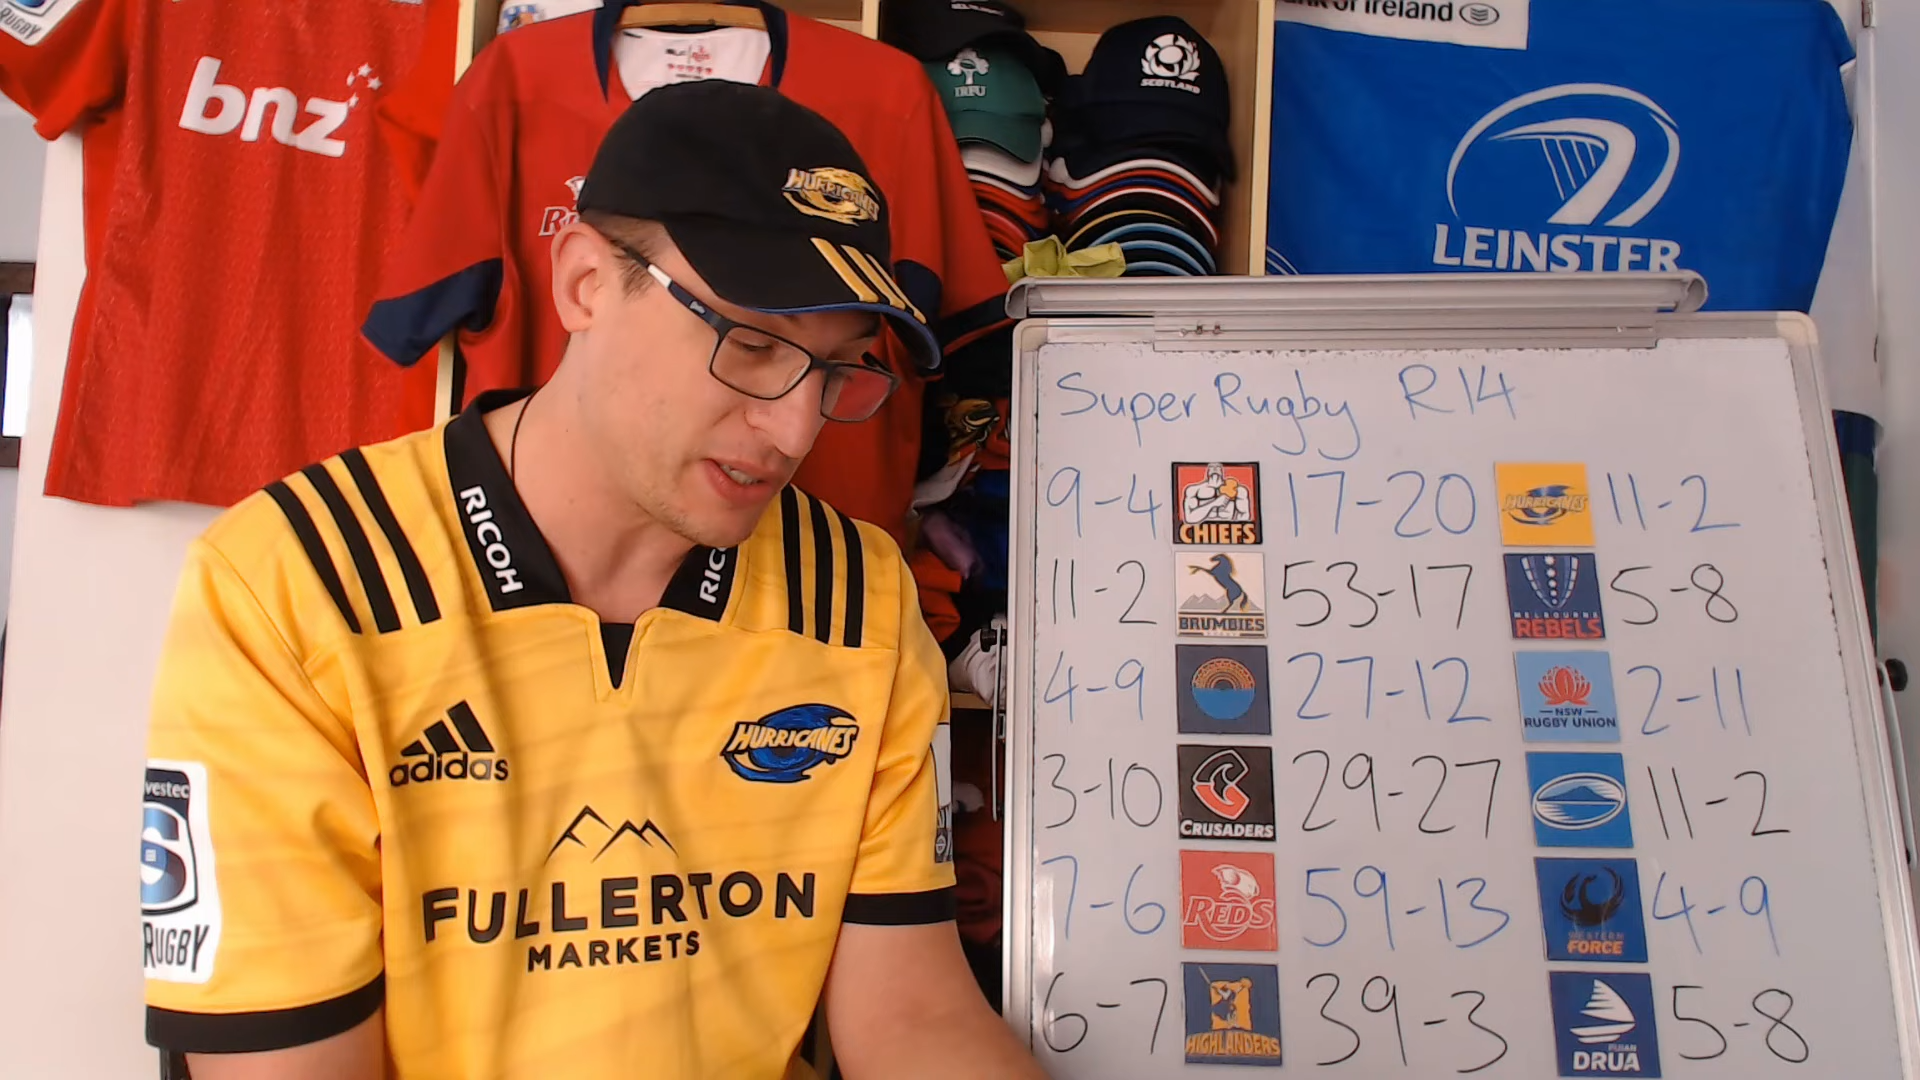 RUGBY
bnz
HURRICANES
IRFU
SCOTLAND
of Ireland
LEINSTER
RICOH
RIC
adidas
HURRICANES
FULLERTON
MARKETS
vestec
RUGBY
Super Rugby R14
9-4 CHIEFS 17-20 HURRICANES 11-2
11-2 BRUMBIES 53-17 MELBOURNE REBELS 5-8
4-9 27-12 NSW RUGBY UNION 2-11
3-10 CRUSADERS 29-27 11-2
7-6 REDS 59-13 WESTERN FORCE 4-9
6-7 HIGHLANDERS 39-3 FIJIAN DRUA 5-8